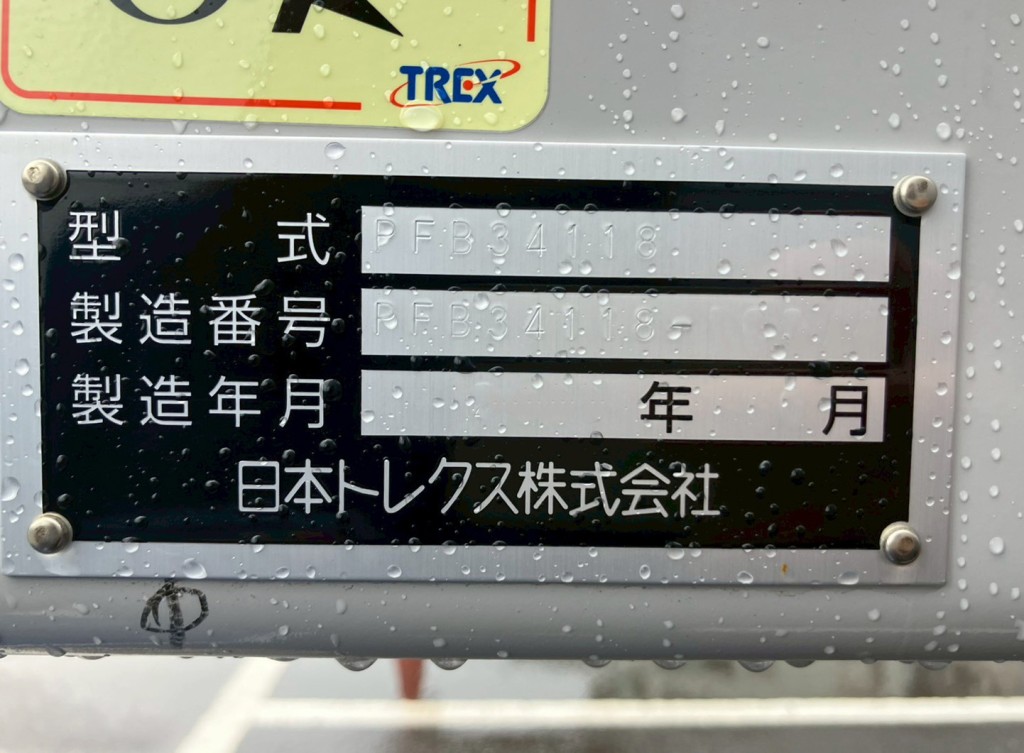 TREX
型式 PFB34118
製造番号 PFB34118-
製造年月 年 月
日本トレクス株式会社